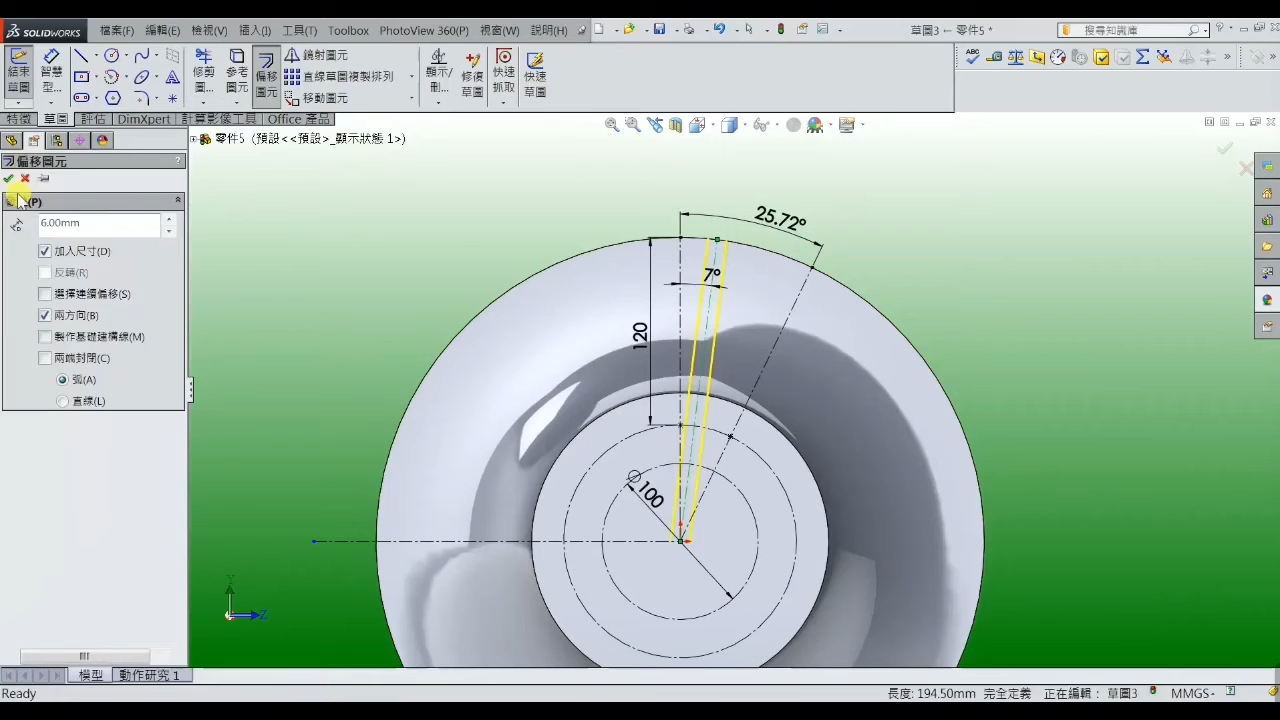 SOLIDWORKS
檔案(F) 編輯(E) 檢視(V) 插入(I) 工具(T) Toolbox PhotoView 360(P) 視窗(W) 說明(H)
草圖3 -> 零件5 *
搜尋知識庫
結束草圖
智慧型...
修剪圖...
參考圖元
偏移圖元
鏡射圖元
直線草圖複製排列
移動圖元
顯示/刪...
修復草圖
快速抓取
快速草圖
特徵 草圖 評估 DimXpert 計算影像工具 Office 產品
零件5 (預設<<預設>_顯示狀態 1>)
偏移圖元
?
(P)
6.00mm
加入尺寸(D)
反轉(R)
選擇連續偏移(S)
兩方向(B)
製作基礎建構線(M)
兩端封閉(C)
弧(A)
直線(L)
25.72°
7°
120
∅100
Y
Z
模型 動作研究 1
Ready
長度: 194.50mm 完全定義 正在編輯： 草圖3 MMGS